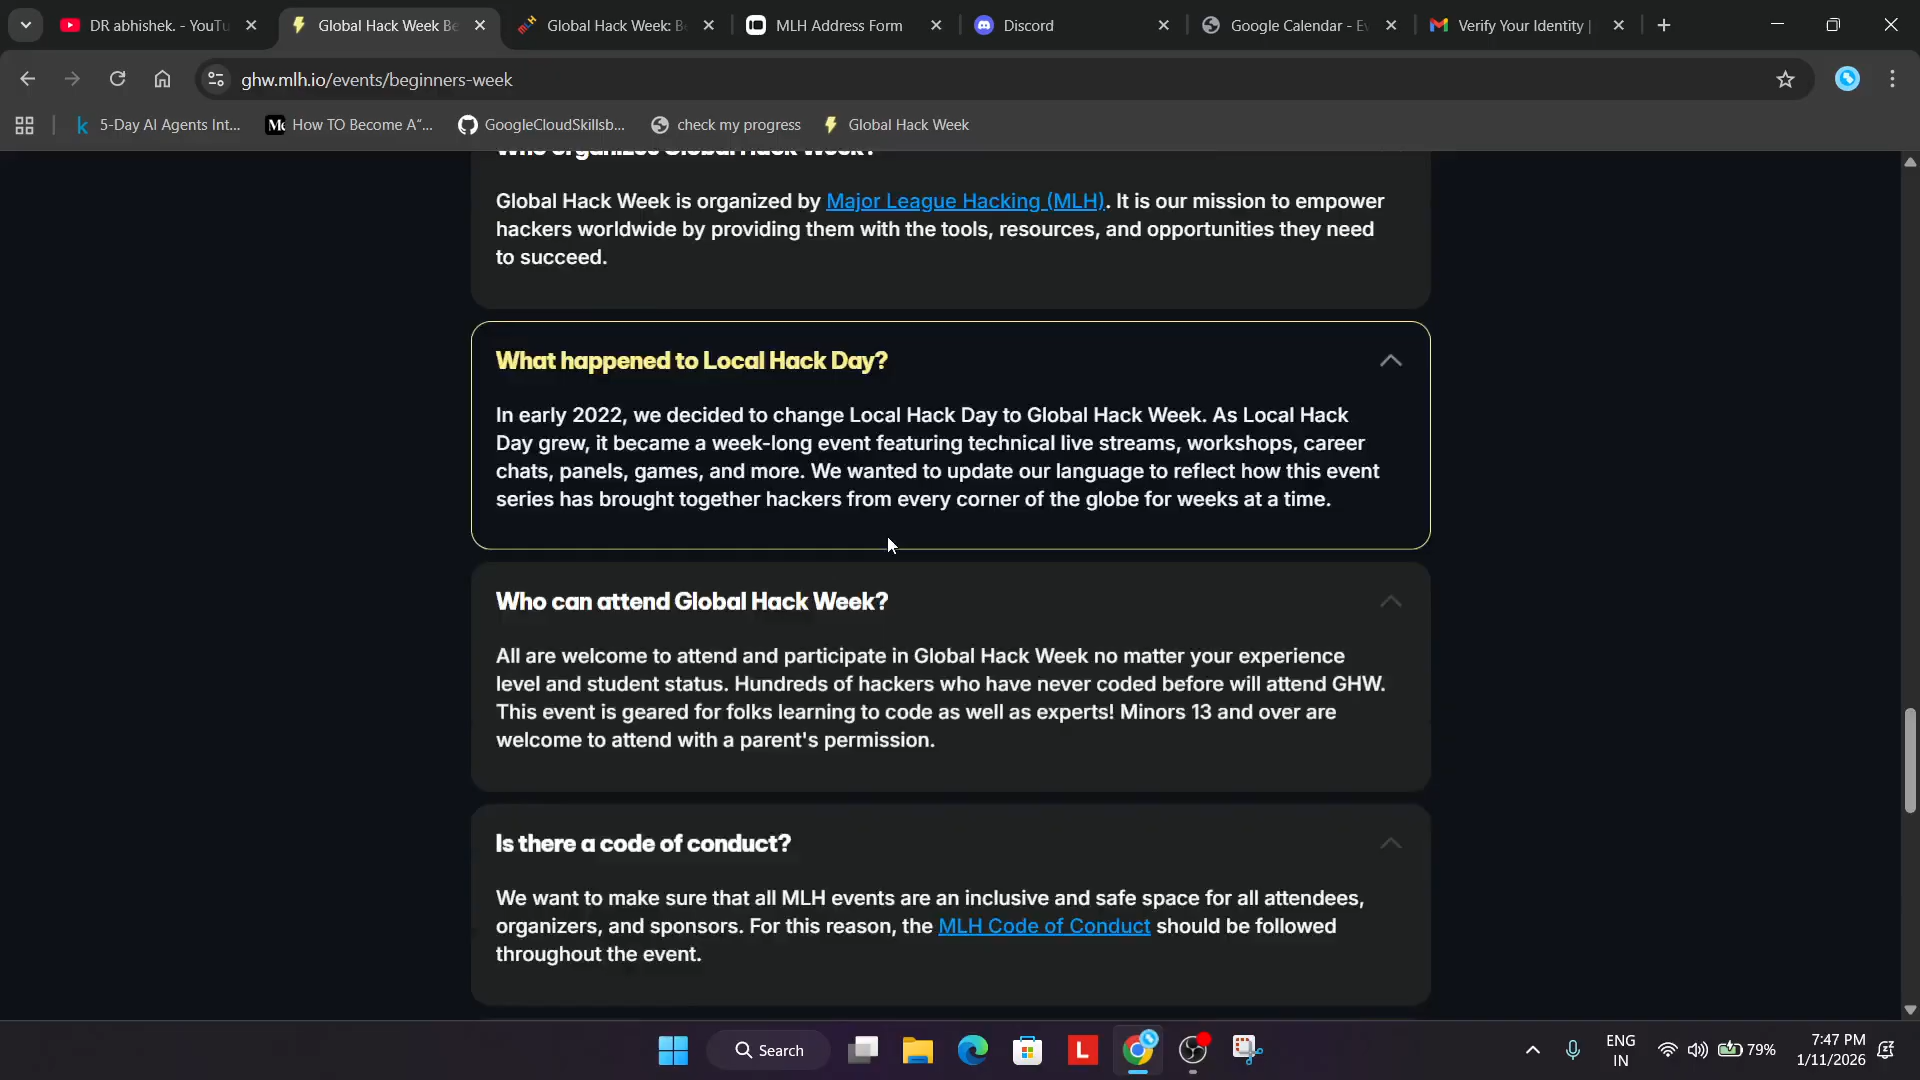 DR abhishek. - YouTu
Global Hack Week Be
Global Hack Week: B
MLH Address Form
Discord
Google Calendar - Ev
Verify Your Identity |
ghw.mlh.io/events/beginners-week
5-Day AI Agents Int...
How TO Become A“...
GoogleCloudSkillsb...
check my progress
Global Hack Week
Who organizes Global Hack Week?
Global Hack Week is organized by Major League Hacking (MLH). It is our mission to empower
hackers worldwide by providing them with the tools, resources, and opportunities they need
to succeed.
What happened to Local Hack Day?
In early 2022, we decided to change Local Hack Day to Global Hack Week. As Local Hack
Day grew, it became a week-long event featuring technical live streams, workshops, career
chats, panels, games, and more. We wanted to update our language to reflect how this event
series has brought together hackers from every corner of the globe for weeks at a time.
Who can attend Global Hack Week?
All are welcome to attend and participate in Global Hack Week no matter your experience
level and student status. Hundreds of hackers who have never coded before will attend GHW.
This event is geared for folks learning to code as well as experts! Minors 13 and over are
welcome to attend with a parent's permission.
Is there a code of conduct?
We want to make sure that all MLH events are an inclusive and safe space for all attendees,
organizers, and sponsors. For this reason, the MLH Code of Conduct should be followed
throughout the event.
Search
L
ENG
IN
79%
7:47 PM
1/11/2026